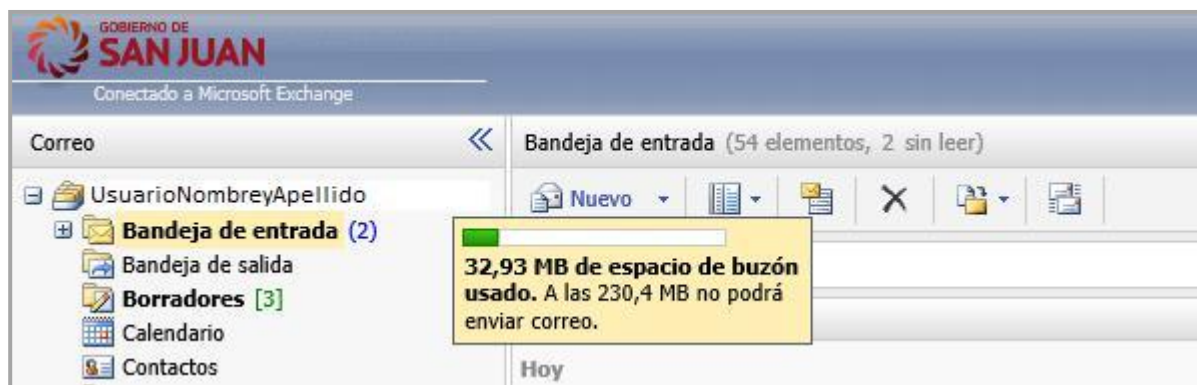 GOBIERNO DE
SAN JUAN
Conectado a Microsoft Exchange
Correo
Bandeja de entrada (54 elementos, 2 sin leer)
UsuarioNombreyApellido
Nuevo
Bandeja de entrada (2)
Bandeja de salida
Borradores [3]
Calendario
Contactos
32,93 MB de espacio de buzón
usado. A las 230,4 MB no podrá
enviar correo.
Hoy